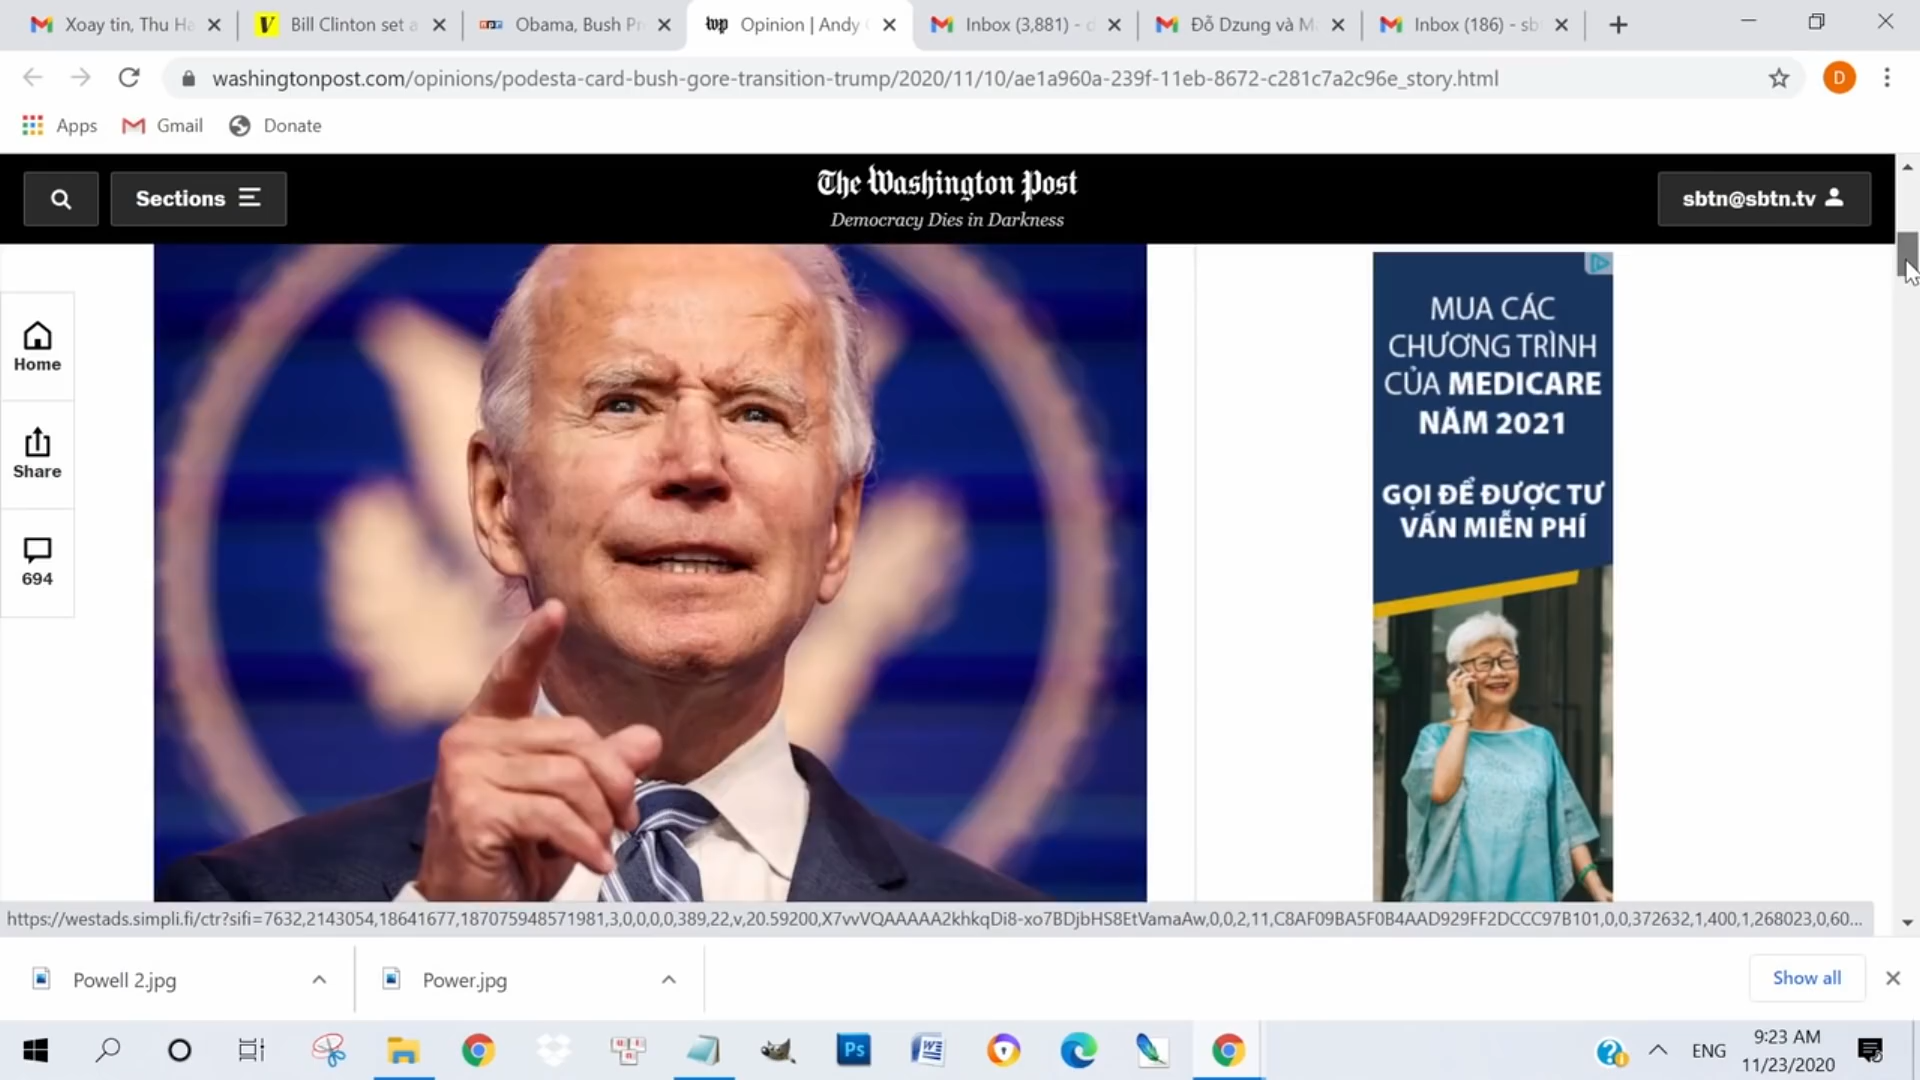 Xoay tin, Thu Ha
Bill Clinton set a
Obama, Bush Pr
Opinion | Andy
Inbox (3,881) - d
Đỗ Dzung và M
Inbox (186) - sb
washingtonpost.com/opinions/podesta-card-bush-gore-transition-trump/2020/11/10/ae1a960a-239f-11eb-8672-c281c7a2c96e_story.html
D
Apps
Gmail
Donate
Sections
The Washington Post
Democracy Dies in Darkness
sbtn@sbtn.tv
Home
Share
694
MUA CÁC
CHƯƠNG TRÌNH
CỦA MEDICARE
NĂM 2021
GỌI ĐỂ ĐƯỢC TƯ
VẤN MIỄN PHÍ
https://westads.simpli.fi/ctr?sifi=7632,2143054,18641677,187075948571981,3,0,0,0,0,389,22,v,20.59200,X7vvVQAAAAA2khkqDi8-xo7BDjbHS8EtVamaAw,0,0,2,11,C8AF09BA5F0B4AAD929FF2DCCC97B101,0,0,372632,1,400,1,268023,0,60...
Powell 2.jpg
Power.jpg
Show all
Ps
ENG
9:23 AM
11/23/2020